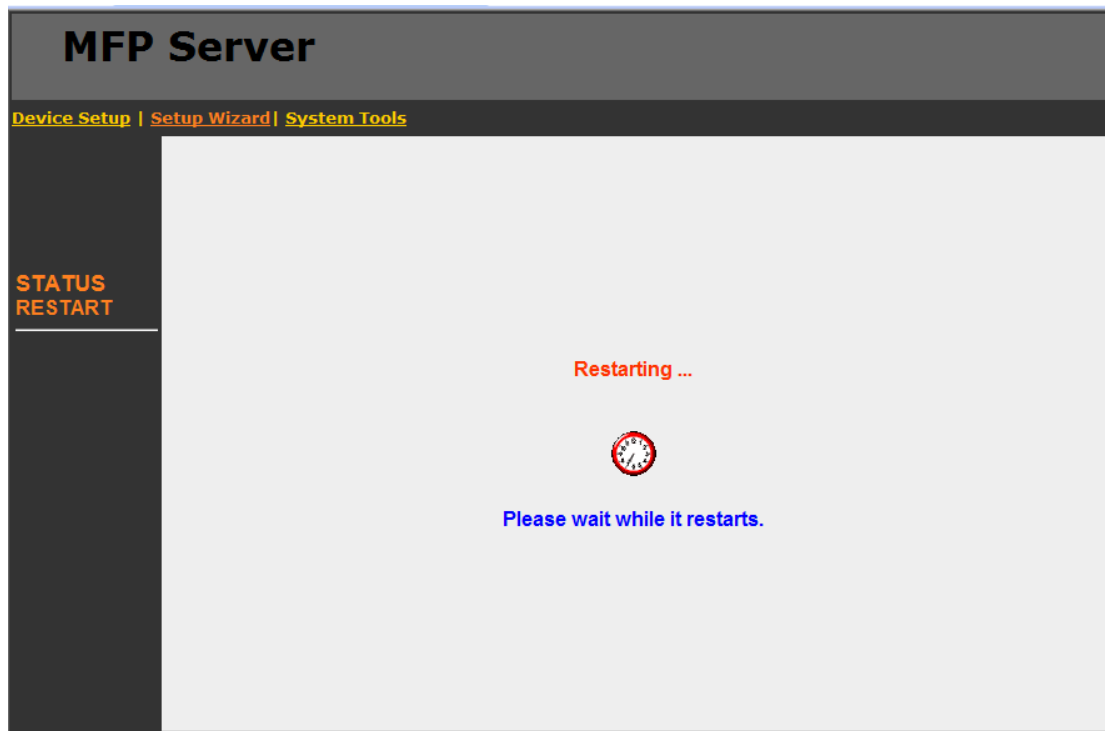 MFP Server
Device Setup | Setup Wizard | System Tools
STATUS
RESTART
Restarting ...
Please wait while it restarts.